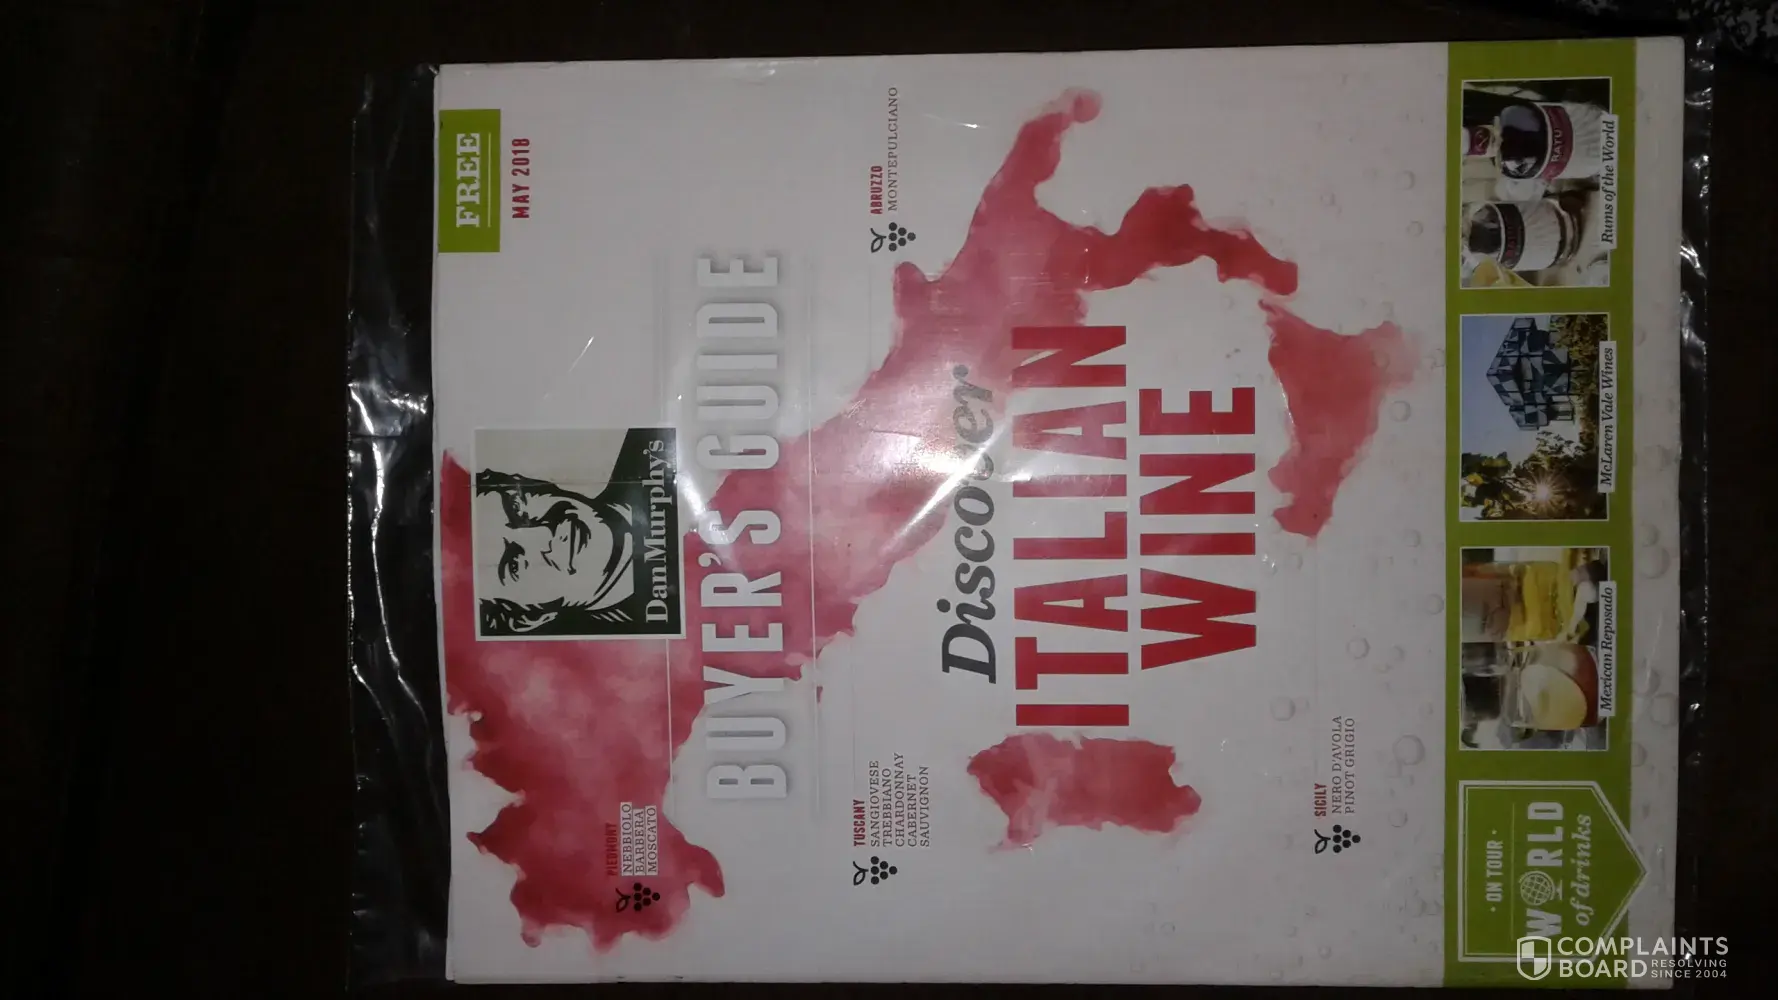 FREE
MAY 2018
Dan Murphy's
BUYER'S GUIDE
PIEDMONT
NEBBIOLO
BARBERA
MOSCATO
ABRUZZO
MONTEPULCIANO
TUSCANY
SANGIOVESE
TREBBIANO
CHARDONNAY
CABERNET
SAUVIGNON
Discover
ITALIAN
WINE
SICILY
NERO D'AVOLA
PINOT GRIGIO
· ON TOUR ·
WORLD
of drinks
Mexican Reposado
McLaren Vale Wines
RATU
Rums of the World
COMPLAINTS
BOARD RESOLVING
SINCE 2004